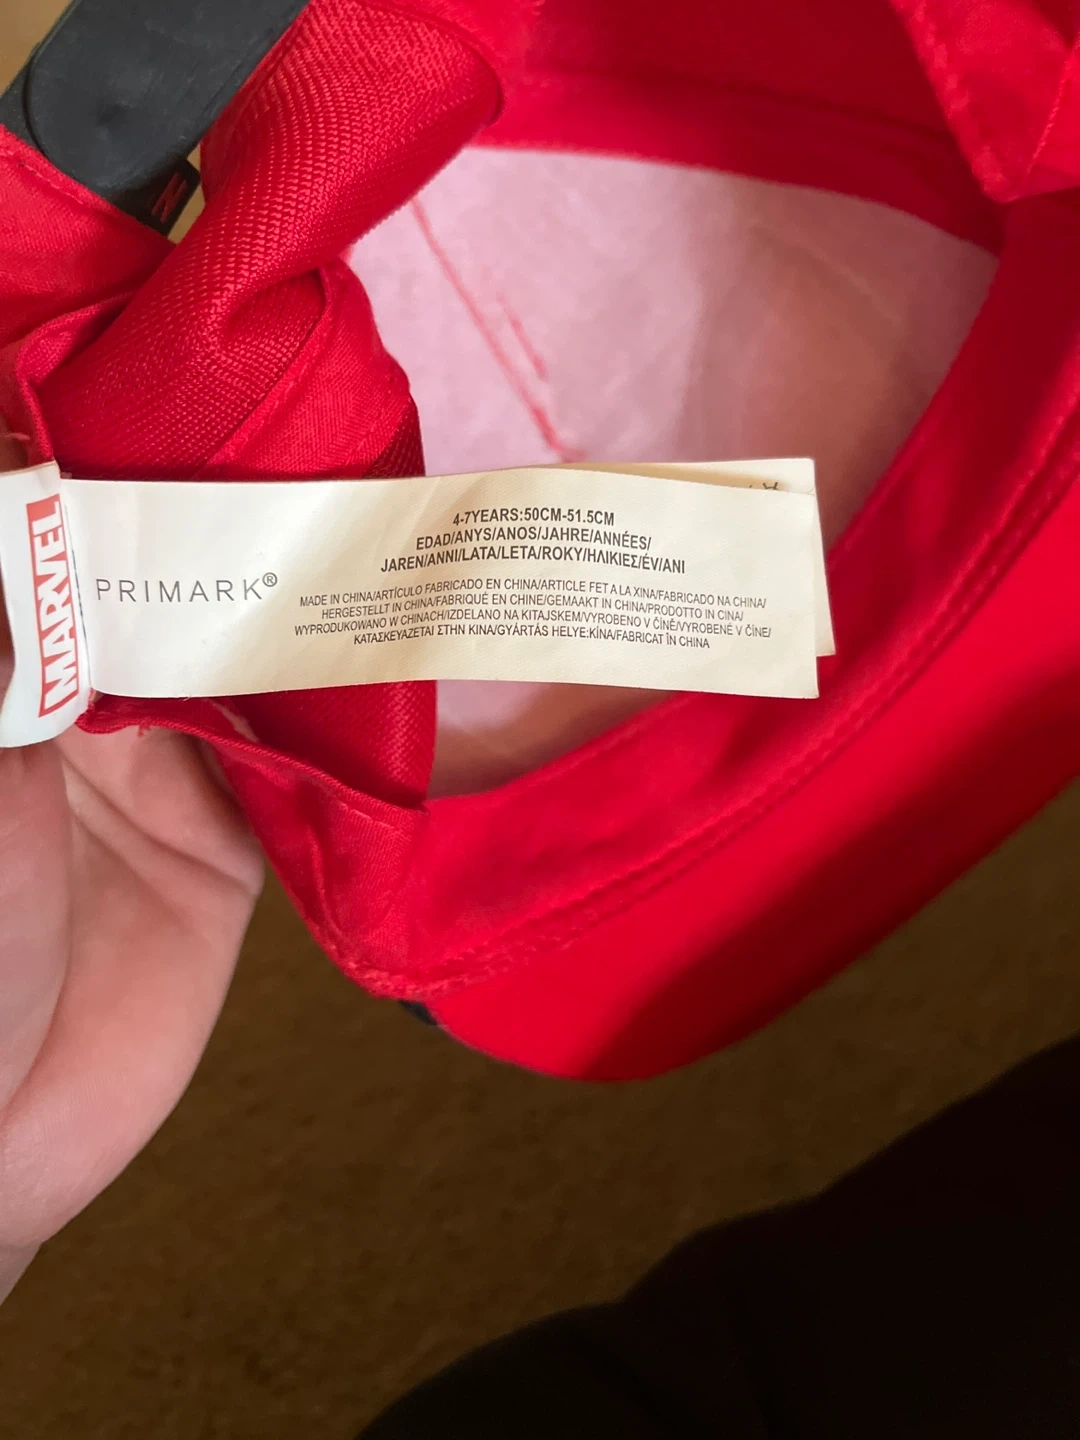 MARVEL
PRIMARK®
4-7YEARS:50CM-51.5CM
EDAD/ANYS/ANOS/JAHRE/ANNÉES/
JAREN/ANNI/LATA/LETA/ROKY/ΗΛΙΚΙΕΣ/ÉV/ANI
MADE IN CHINA/ARTÍCULO FABRICADO EN CHINA/ARTICLE FET A LA XINA/FABRICADO NA CHINA/
HERGESTELLT IN CHINA/FABRIQUÉ EN CHINE/GEMAAKT IN CHINA/PRODOTTO IN CINA/
WYPRODUKOWANO W CHINACH/IZDELANO NA KITAJSKEM/VYROBENO V ČÍNĚ/VYROBENÉ V ČÍNE/
ΚΑΤΑΣΚΕΥΑΖΕΤΑΙ ΣΤΗΝ ΚΙΝΑ/GYÁRTÁS HELYE:KÍNA/FABRICAT ÎN CHINA